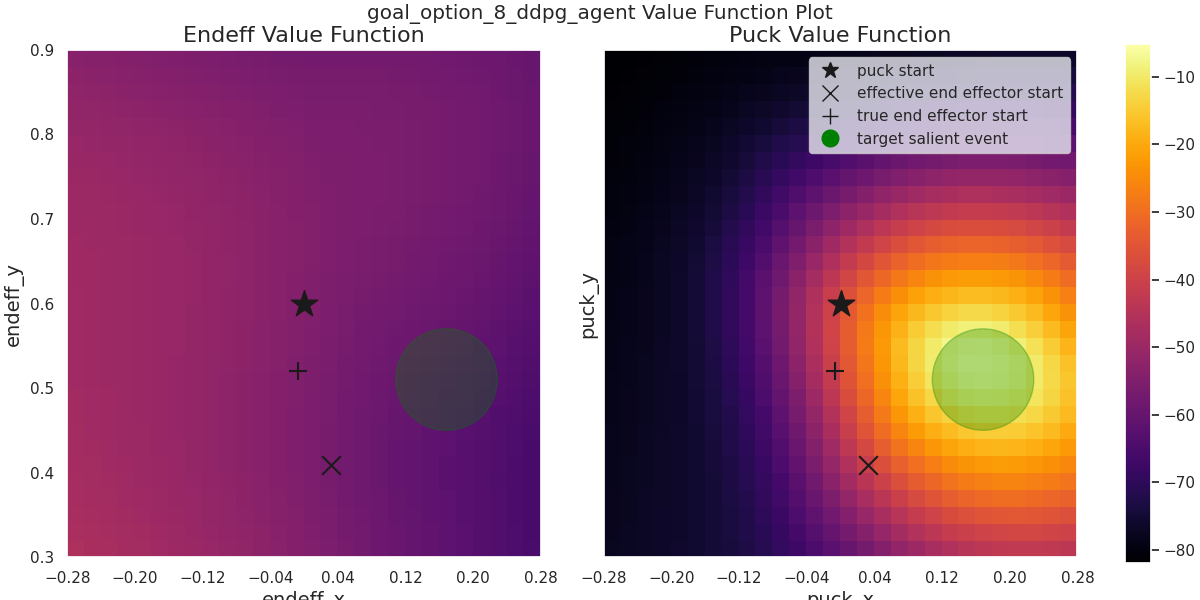 goal_option_8_ddpg_agent Value Function Plot
Endeff Value Function
Puck Value Function
endeff_y
0.9
0.8
0.7
0.6
0.5
0.4
0.3
−0.28 −0.20 −0.12 −0.04 0.04 0.12 0.20 0.28
endeff_x
puck_y
puck start
effective end effector start
true end effector start
target salient event
−0.28 −0.20 −0.12 −0.04 0.04 0.12 0.20 0.28
puck_x
−10
−20
−30
−40
−50
−60
−70
−80